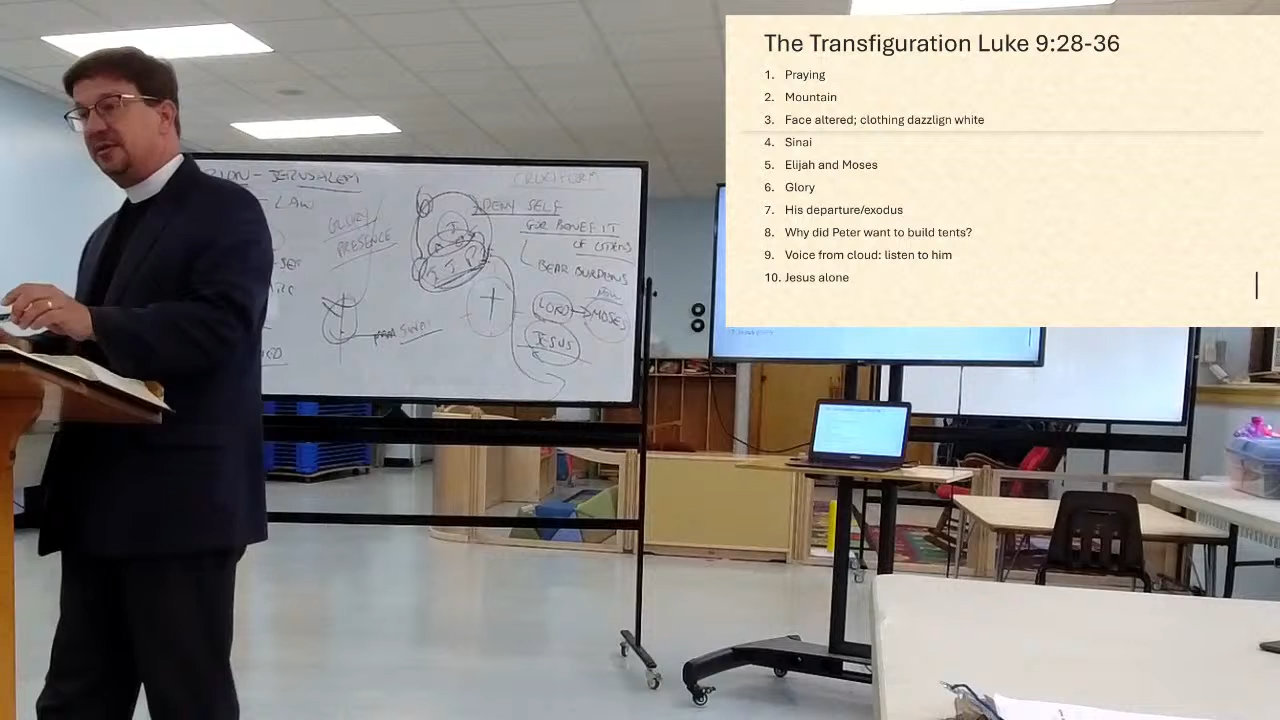 The Transfiguration Luke 9:28-36
1. Praying
2. Mountain
3. Face altered; clothing dazzlign white
4. Sinai
5. Elijah and Moses
6. Glory
7. His departure/exodus
8. Why did Peter want to build tents?
9. Voice from cloud: listen to him
10. Jesus alone
- JERUSALEM
- LAW
GLORY
PRESENCE
SINAI
CRUCIFORM
DENY SELF
FOR BENEFIT
OF OTHERS
BEAR BURDENS
LORD
MOSES
JESUS